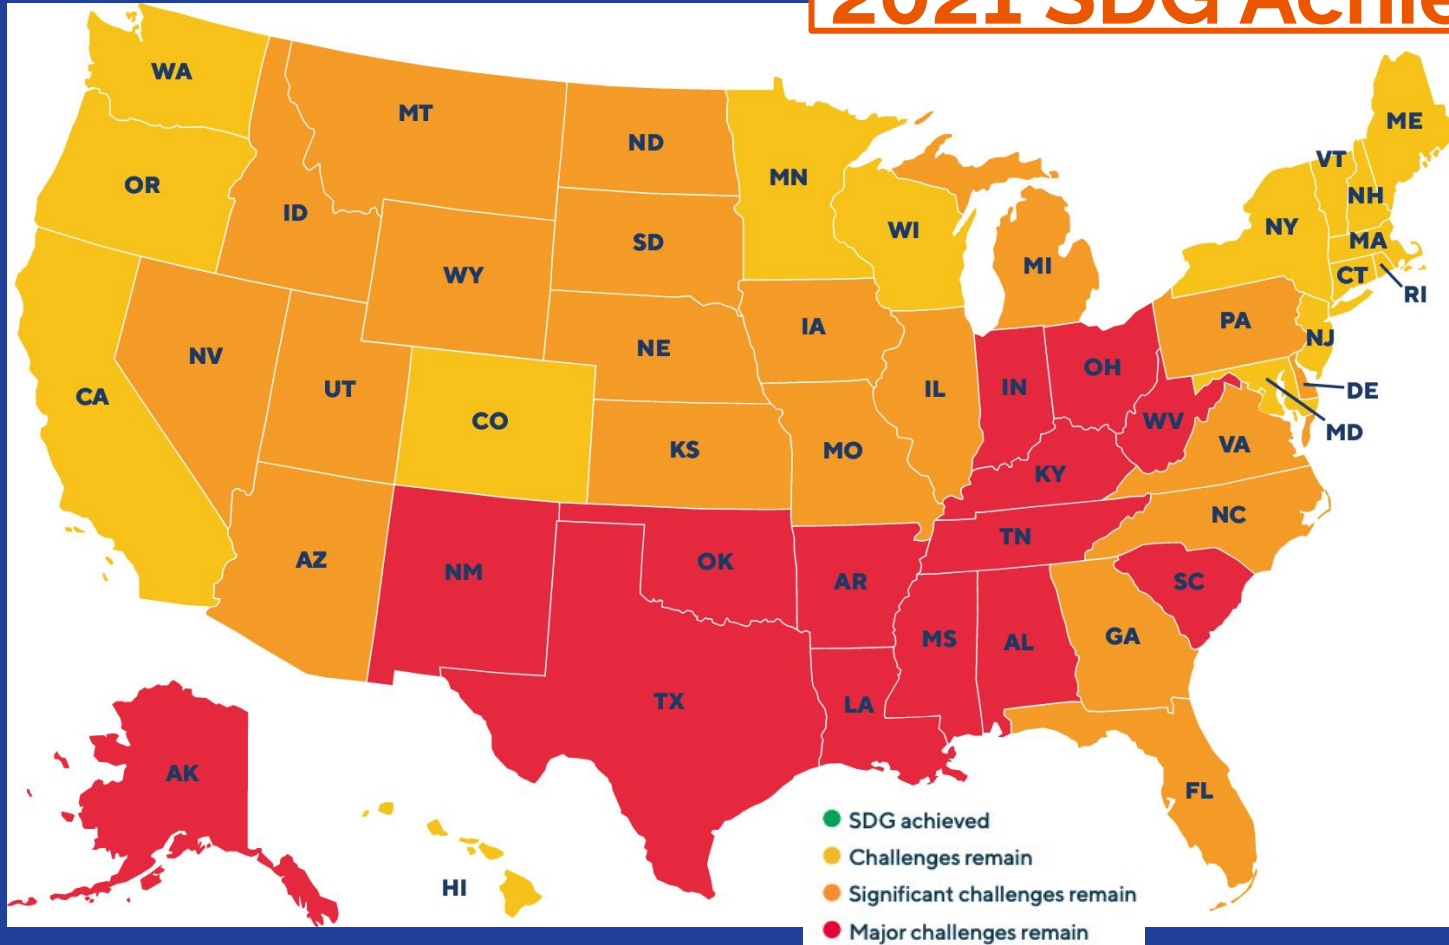 2021 SDG Achie
WA
MT
ND
MN
ME
VT
NH
OR
ID
SD
WI
NY
MA
MI
CT
RI
WY
IA
PA
NJ
NV
NE
UT
IL
IN
OH
DE
CA
CO
WV
MD
KS
MO
VA
KY
NC
TN
AZ
NM
OK
AR
SC
MS
AL
GA
TX
LA
AK
FL
HI
SDG achieved
Challenges remain
Significant challenges remain
Major challenges remain